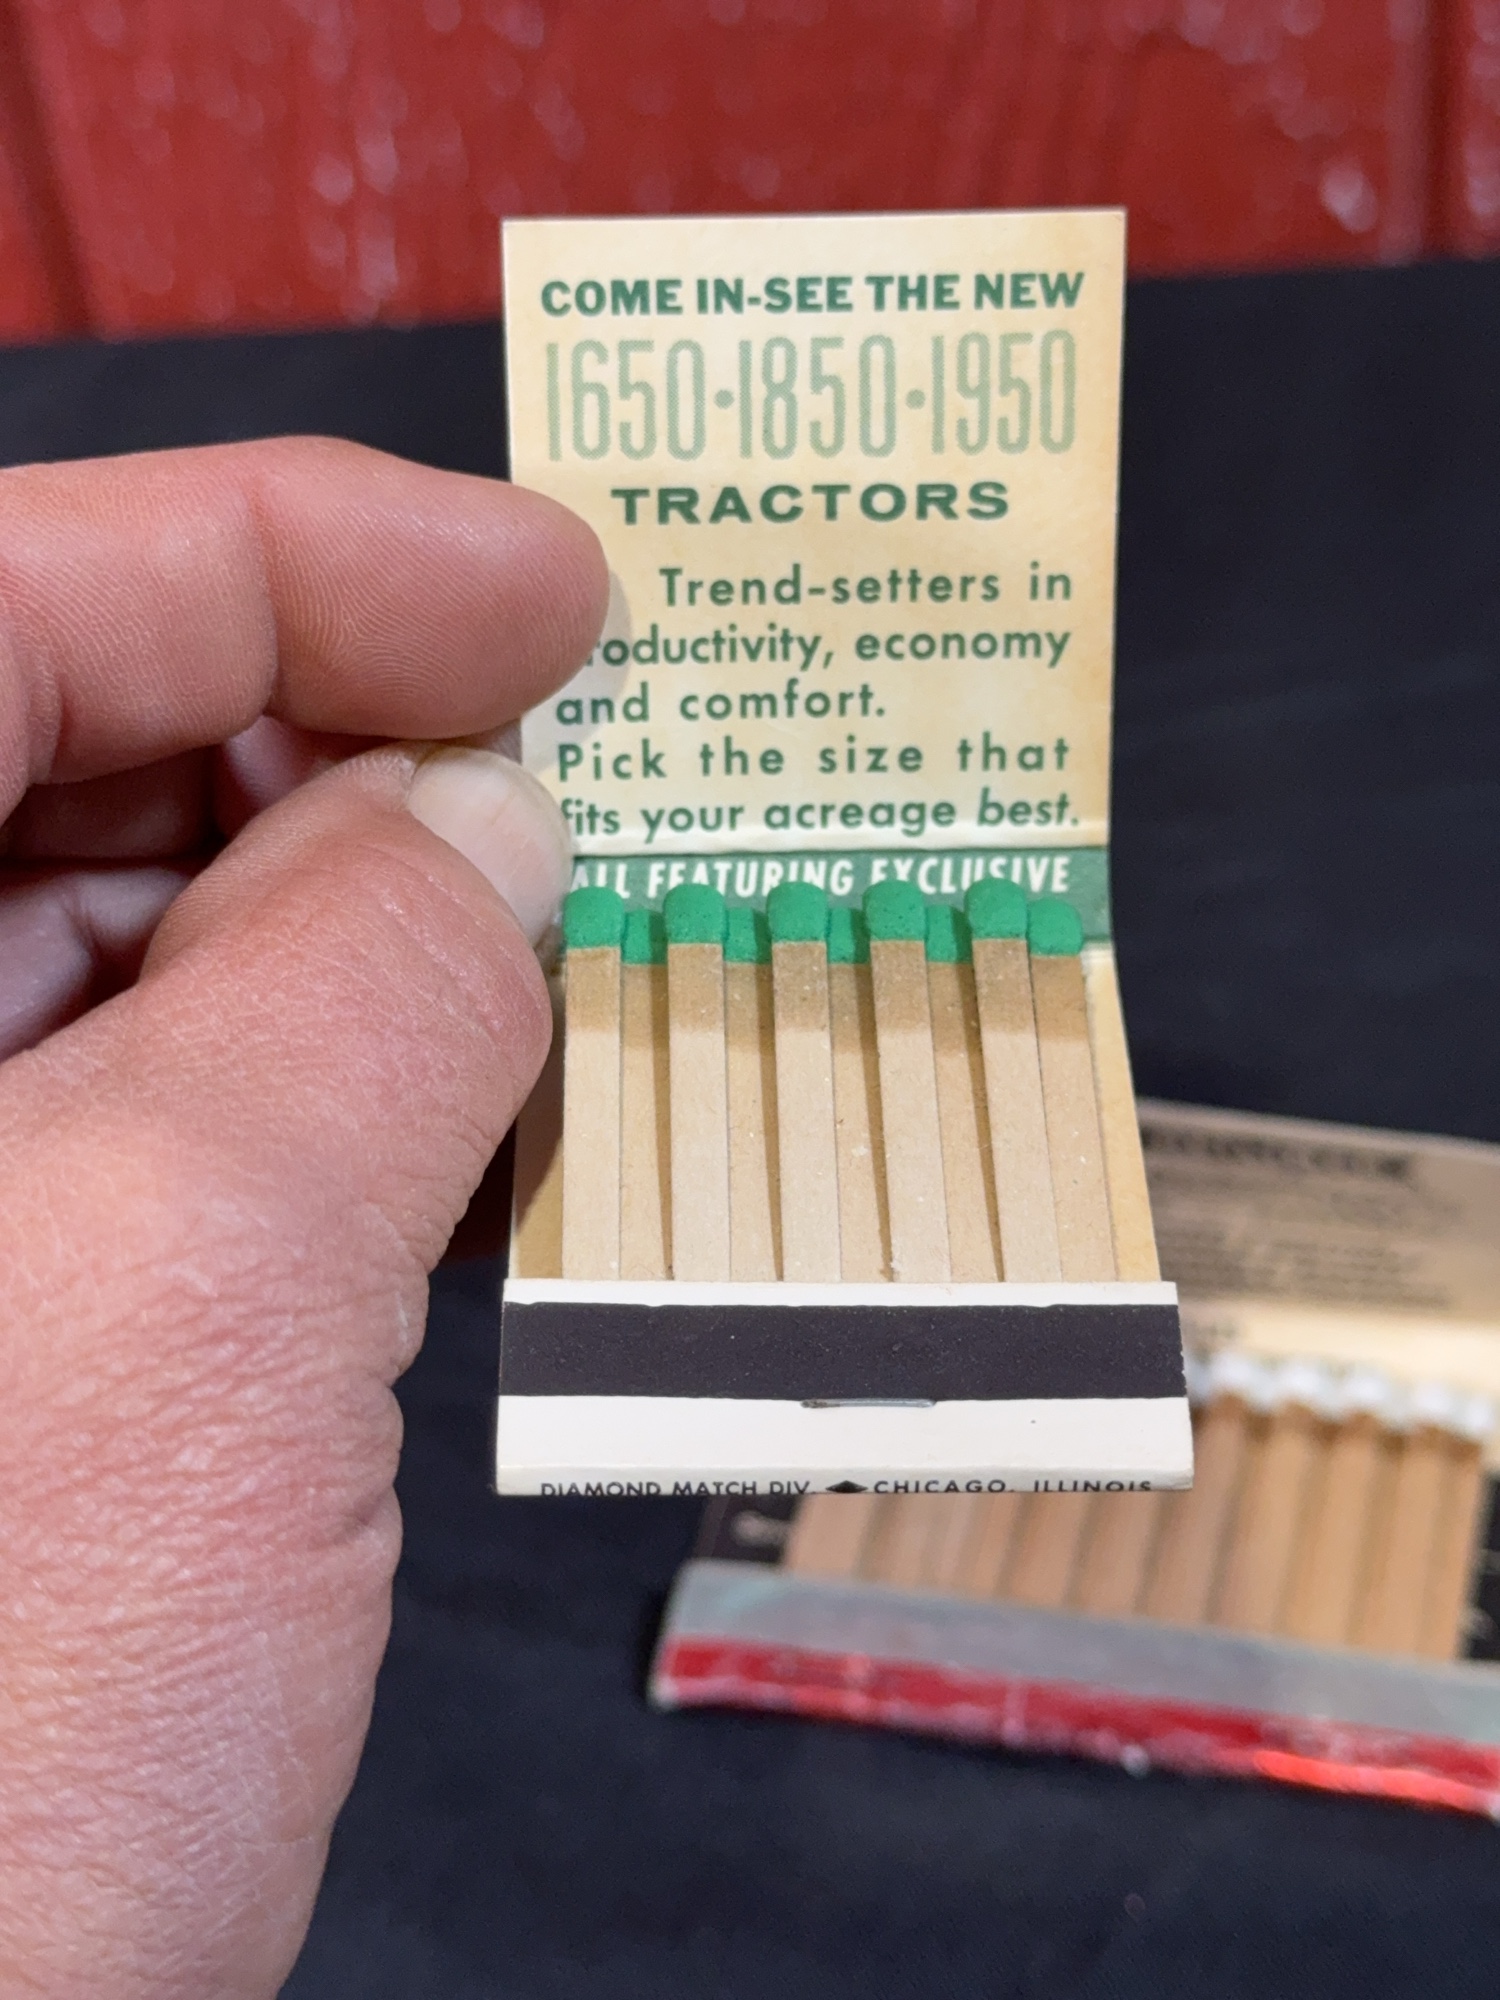 COME IN-SEE THE NEW
1650•1850•1950
TRACTORS
Trend-setters in
roductivity, economy
and comfort.
Pick the size that
fits your acreage best.
ALL FEATURING EXCLUSIVE
DIAMOND MATCH DIV. ◆ CHICAGO, ILLINOIS